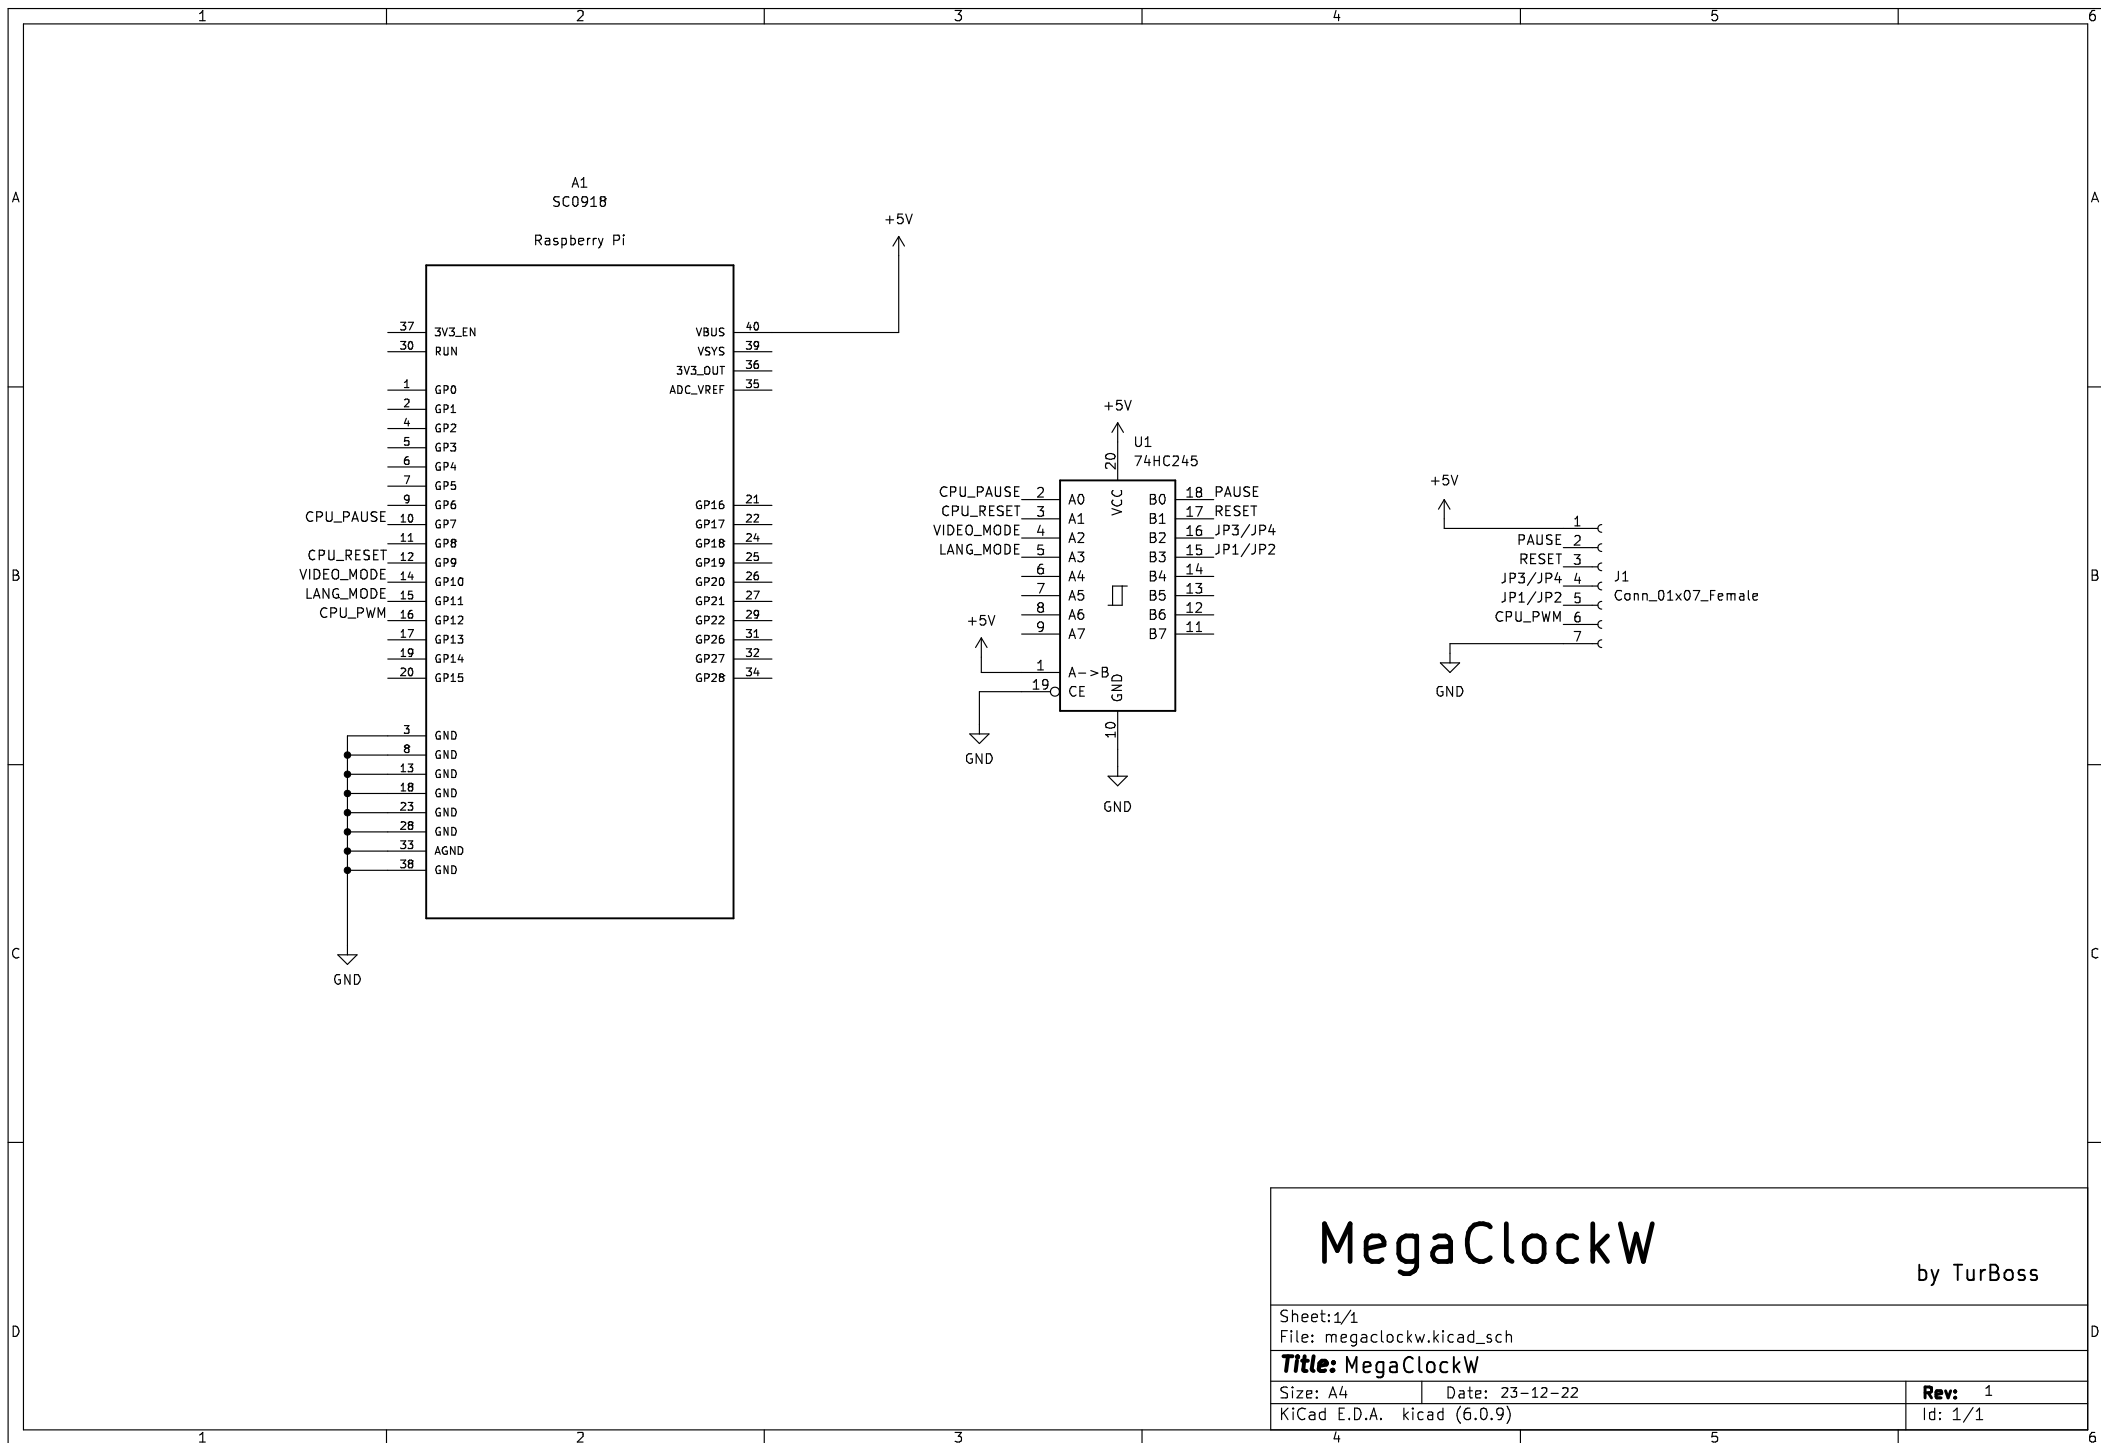 1 2 3 4 5 6
A A
B B
C C
D D
A1
SC0918
Raspberry Pi
+5V
37 3V3_EN VBUS 40
30 RUN VSYS 39
3V3_OUT 36
1 GP0 ADC_VREF 35
2 GP1
4 GP2
5 GP3
6 GP4
7 GP5
9 GP6 GP16 21
CPU_PAUSE 10 GP7 GP17 22
11 GP8 GP18 24
CPU_RESET 12 GP9 GP19 25
VIDEO_MODE 14 GP10 GP20 26
LANG_MODE 15 GP11 GP21 27
CPU_PWM 16 GP12 GP22 29
17 GP13 GP26 31
19 GP14 GP27 32
20 GP15 GP28 34
3 GND
8 GND
13 GND
18 GND
23 GND
28 GND
33 AGND
38 GND
GND
+5V
U1
74HC245
20
VCC
CPU_PAUSE 2 A0 B0 18 PAUSE
CPU_RESET 3 A1 B1 17 RESET
VIDEO_MODE 4 A2 B2 16 JP3/JP4
LANG_MODE 5 A3 B3 15 JP1/JP2
6 A4 B4 14
7 A5 B5 13
8 A6 B6 12
9 A7 B7 11
+5V
1 A->B
19 CE
GND
10
GND
GND
+5V
1
PAUSE 2
RESET 3
JP3/JP4 4
JP1/JP2 5
CPU_PWM 6
7
J1
Conn_01x07_Female
GND
MegaClockW
by TurBoss
Sheet:1/1
File: megaclockw.kicad_sch
Title: MegaClockW
Size: A4 Date: 23-12-22 Rev: 1
KiCad E.D.A. kicad (6.0.9) Id: 1/1
1 2 3 4 5 6